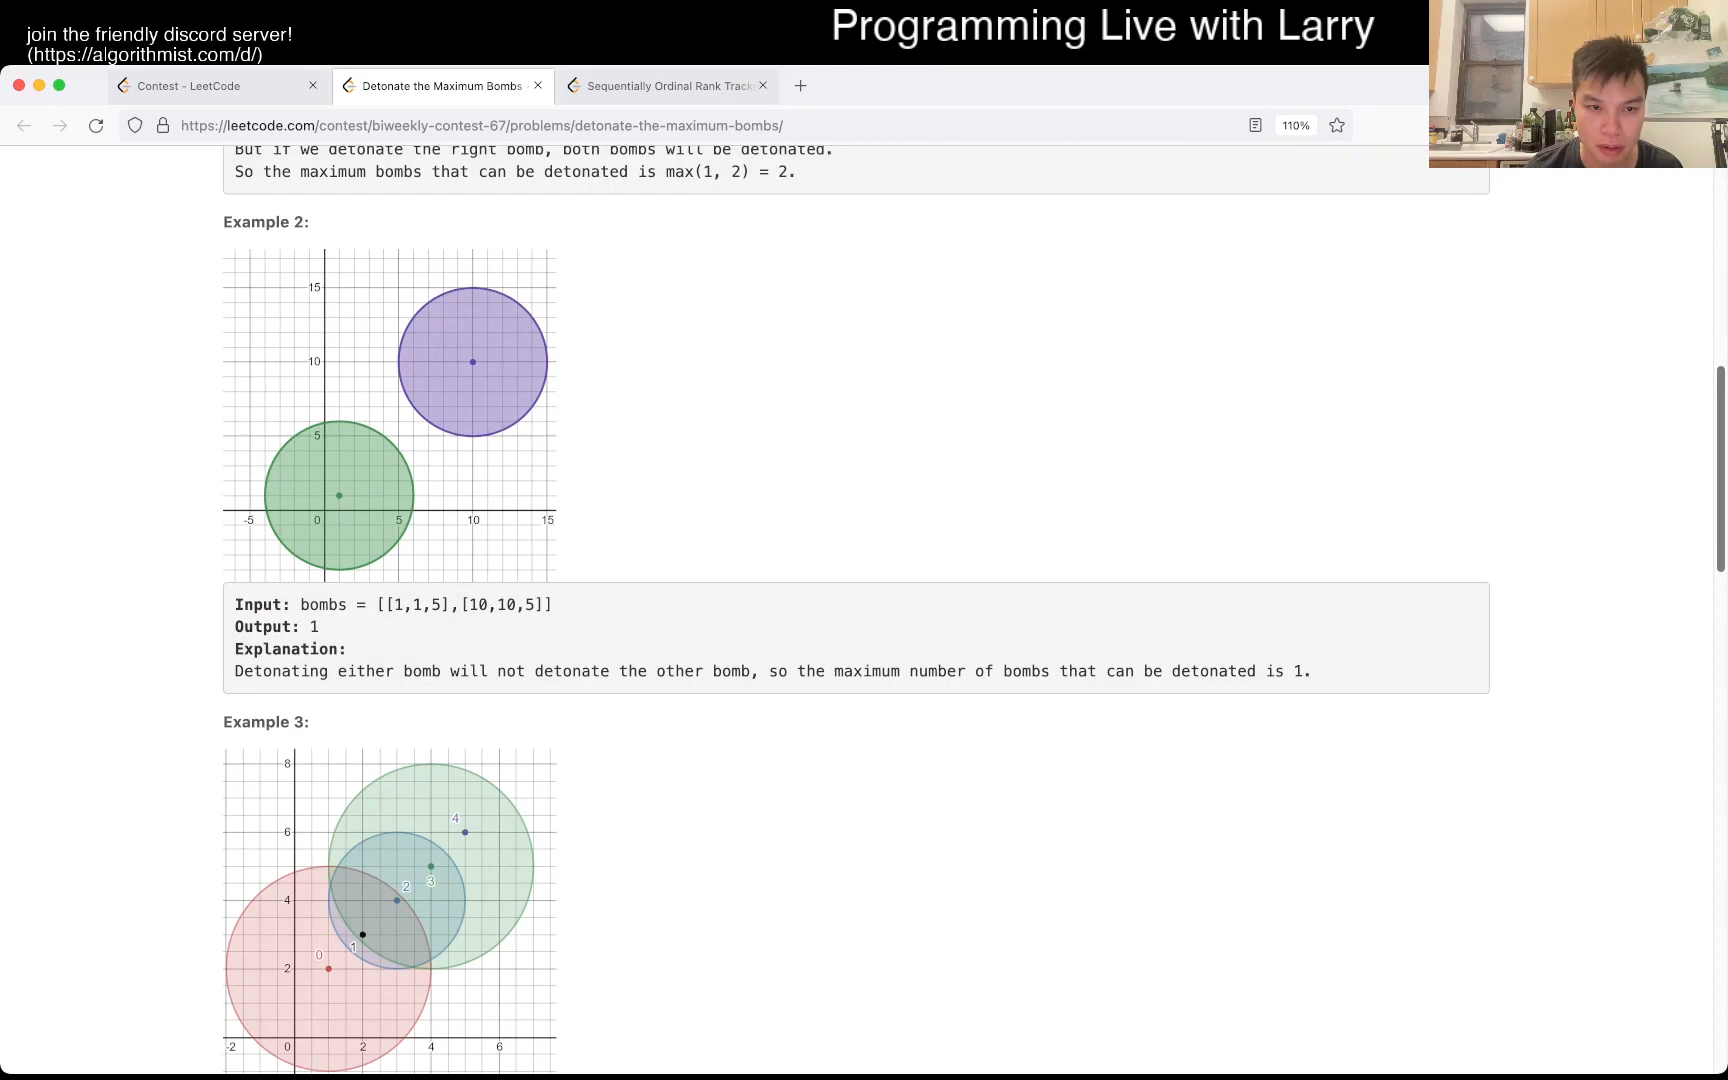 join the friendly discord server!
(https://algorithmist.com/d/)
Programming Live with Larry
Contest - LeetCode
Detonate the Maximum Bombs -
Sequentially Ordinal Rank Track
https://leetcode.com/contest/biweekly-contest-67/problems/detonate-the-maximum-bombs/
110%
But if we detonate the right bomb, both bombs will be detonated.
So the maximum bombs that can be detonated is max(1, 2) = 2.
Example 2:
15
10
5
-5 0 5 10 15
Input: bombs = [[1,1,5],[10,10,5]]
Output: 1
Explanation:
Detonating either bomb will not detonate the other bomb, so the maximum number of bombs that can be detonated is 1.
Example 3:
8
4
6
3
2
4
1
0
2
-2 0 2 4 6